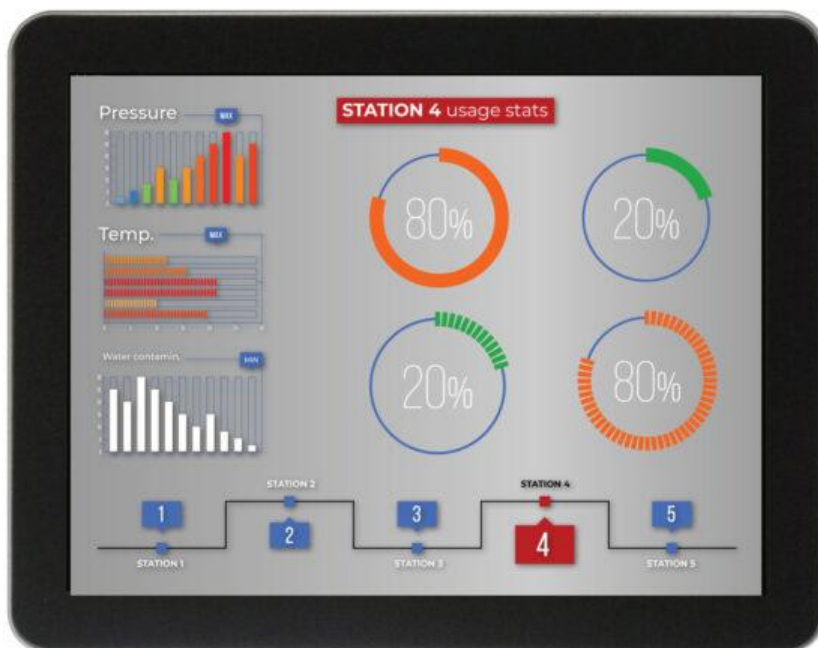 Pressure
MAX
STATION 4 usage stats
80%
20%
Temp.
MAX
Water contamin.
MIN
20%
80%
STATION 2
STATION 4
1
3
5
2
4
STATION 1
STATION 3
STATION 5